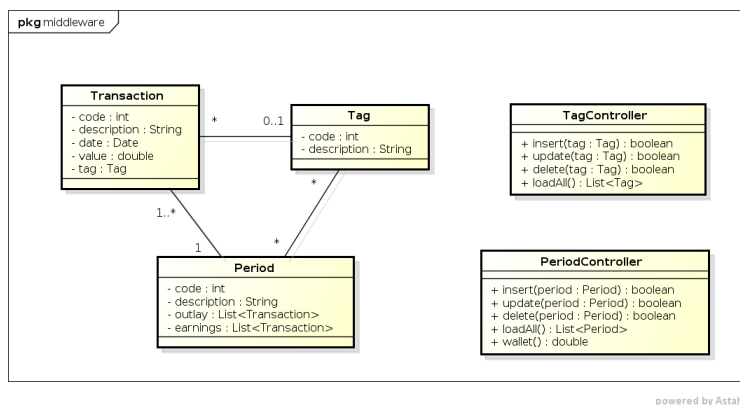 pkg middleware
Transaction
- code : int
- description : String
- date : Date
- value : double
- tag : Tag
* 0..1
Tag
- code : int
- description : String
1..*
1
*
*
Period
- code : int
- description : String
- outlay : List<Transaction>
- earnings : List<Transaction>
TagController
+ insert(tag : Tag) : boolean
+ update(tag : Tag) : boolean
+ delete(tag : Tag) : boolean
+ loadAll() : List<Tag>
PeriodController
+ insert(period : Period) : boolean
+ update(period : Period) : boolean
+ delete(period : Period) : boolean
+ loadAll() : List<Period>
+ wallet() : double
powered by Astah